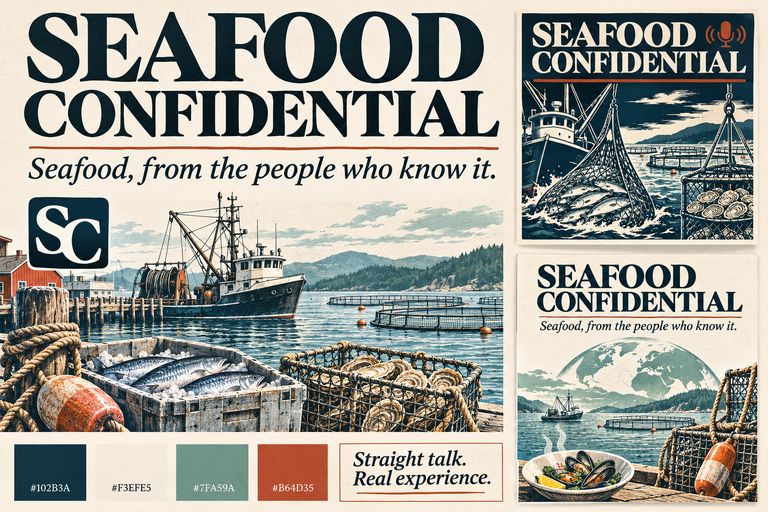 SEAFOOD
CONFIDENTIAL
Seafood, from the people who know it.
SC
#102B3A
#F3EFE5
#7FA59A
#B64D35
Straight talk.
Real experience.
SEAFOOD
CONFIDENTIAL
SEAFOOD
CONFIDENTIAL
Seafood, from the people who know it.